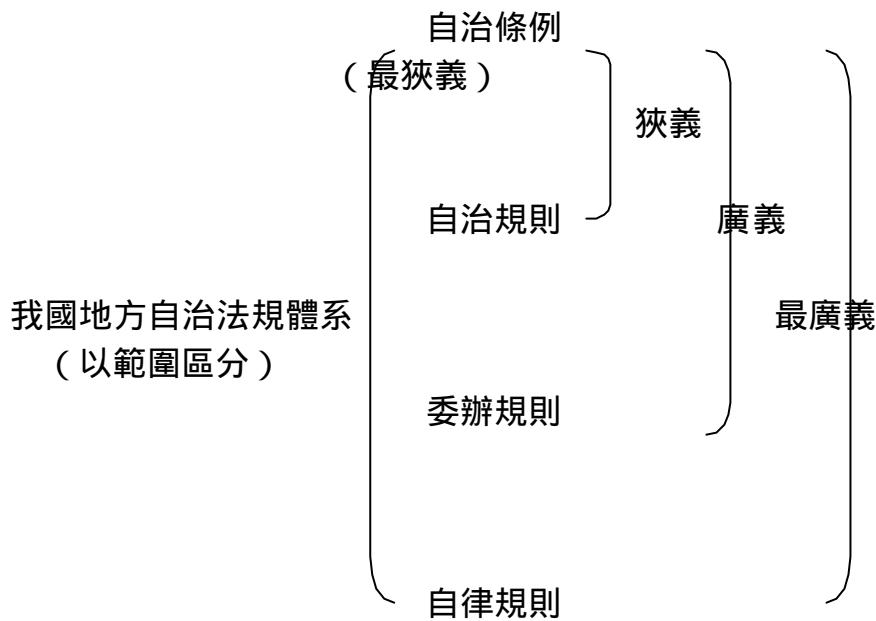 自治條例
（最狹義）
狹義
自治規則
廣義
我國地方自治法規體系
最廣義
（以範圍區分）
委辦規則
自律規則